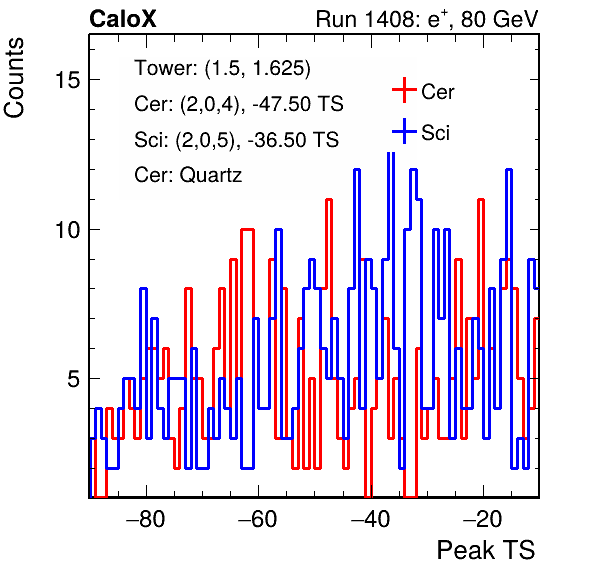 CaloX
Run 1408: e⁺, 80 GeV
Counts
Tower: (1.5, 1.625)
Cer: (2,0,4), -47.50 TS
Sci: (2,0,5), -36.50 TS
Cer: Quartz
Cer
Sci
15
10
5
−80 −60 −40 −20
Peak TS